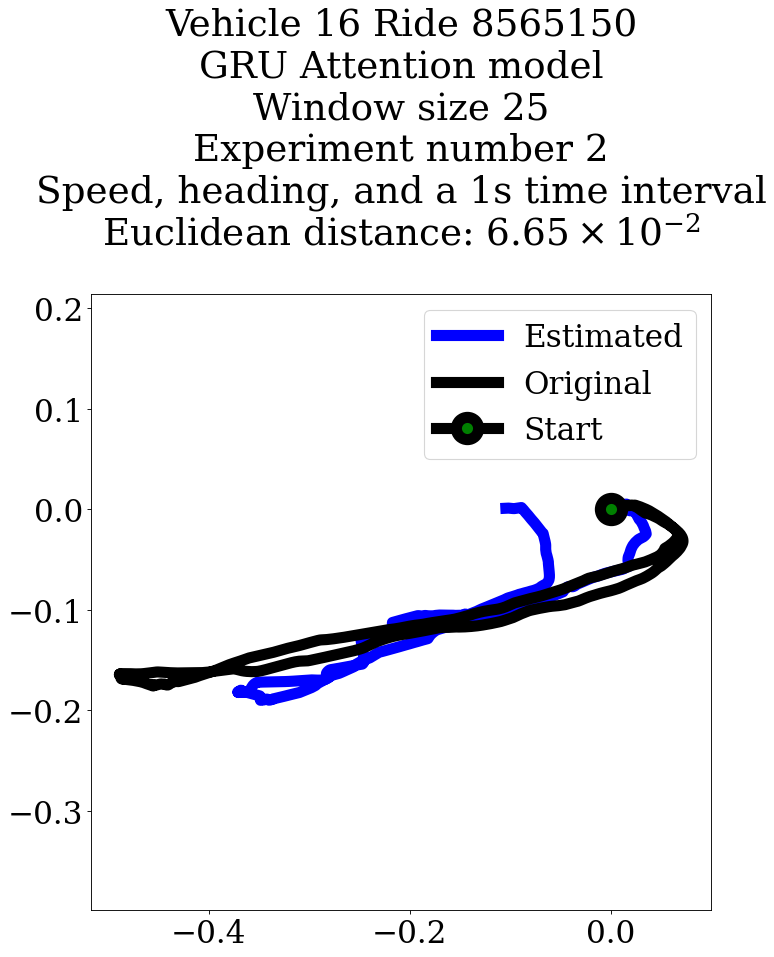 Vehicle 16 Ride 8565150
GRU Attention model
Window size 25
Experiment number 2
Speed, heading, and a 1s time interval
Euclidean distance: 6.65 × 10⁻²
Estimated
Original
Start
0.2
0.1
0.0
−0.1
−0.2
−0.3
−0.4
−0.2
0.0